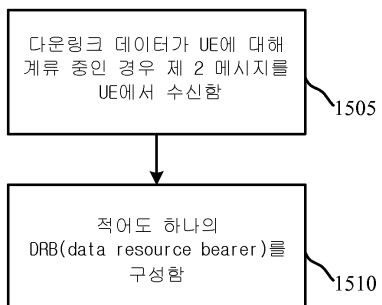 다운링크 데이터가 UE에 대해
계류 중인 경우 제 2 메시지를
UE에서 수신함
1505
적어도 하나의
DRB(data resource bearer)를
구성함
1510